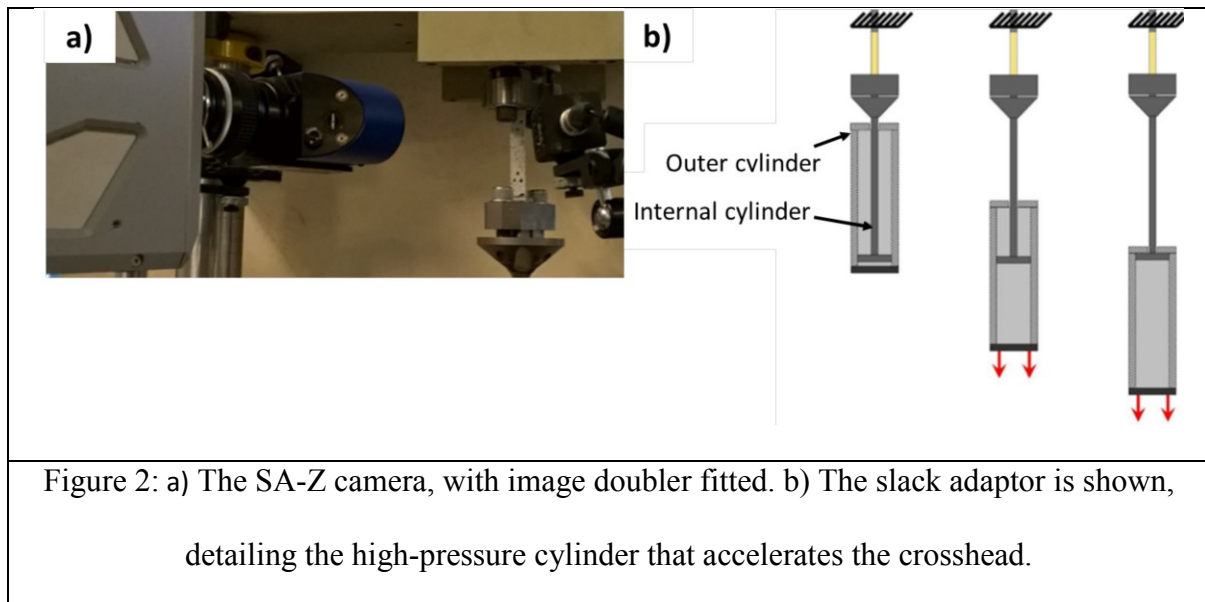 a)
b)
Outer cvlinder
Internal cylinder
Figure 2: a) The SA-Z camera, with image doubler fitted. b) The slack adaptor is shown,
detailing the high-pressure cylinder that accelerates the crosshead.